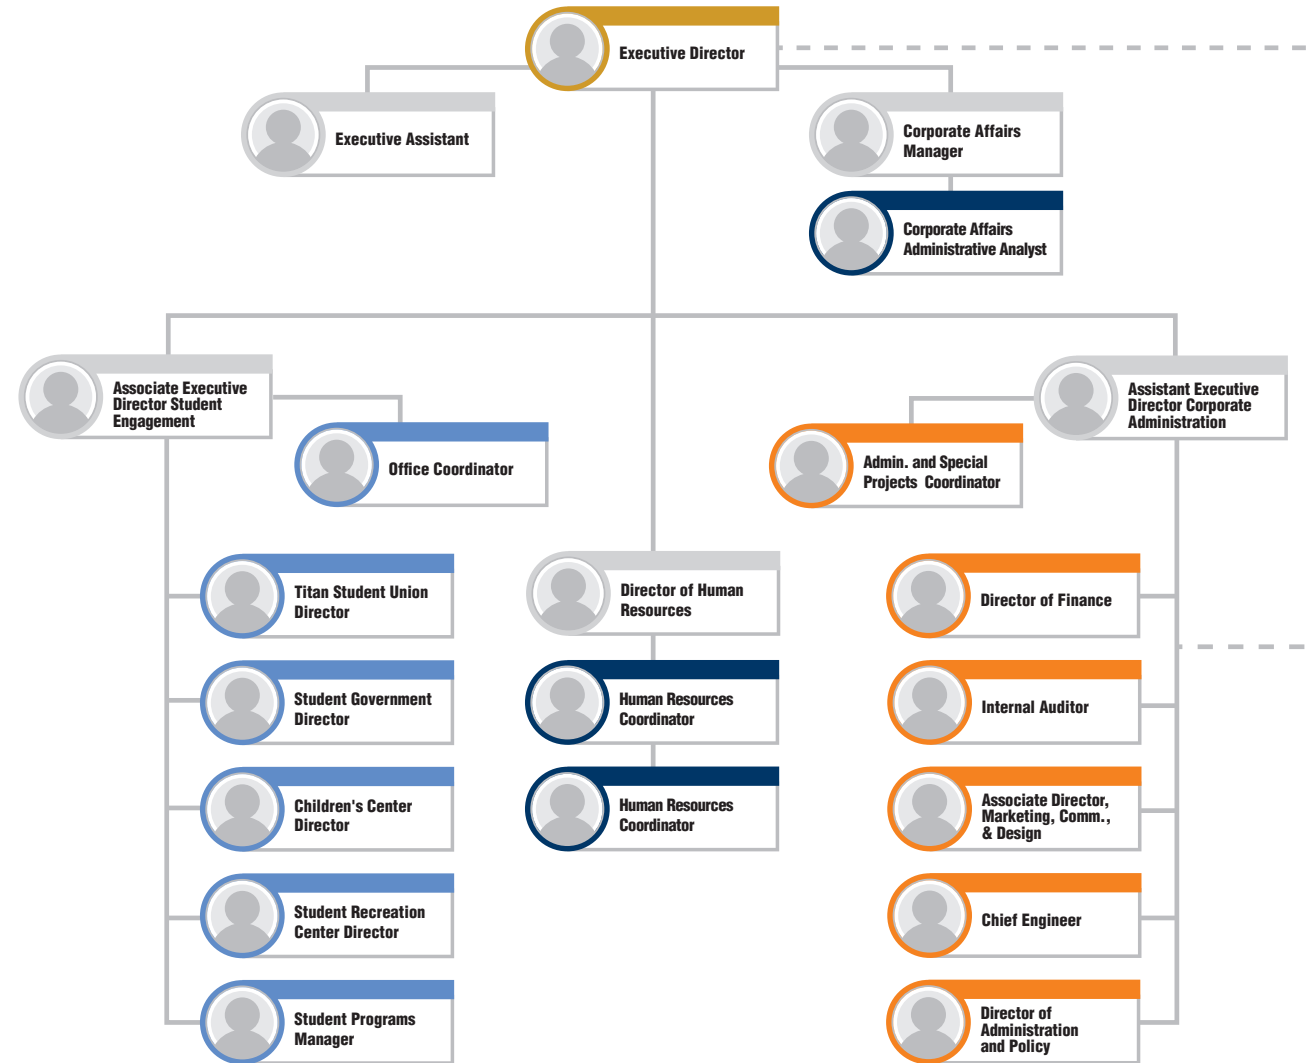 Executive Director
Executive Assistant
Corporate Affairs
Manager
Corporate Affairs
Administrative Analyst
Associate Executive
Director Student
Engagement
Assistant Executive
Director Corporate
Administration
Office Coordinator
Admin. and Special
Projects Coordinator
Titan Student Union
Director
Student Government
Director
Children's Center
Director
Student Recreation
Center Director
Student Programs
Manager
Director of Human
Resources
Human Resources
Coordinator
Human Resources
Coordinator
Director of Finance
Internal Auditor
Associate Director,
Marketing, Comm.,
& Design
Chief Engineer
Director of
Administration
and Policy